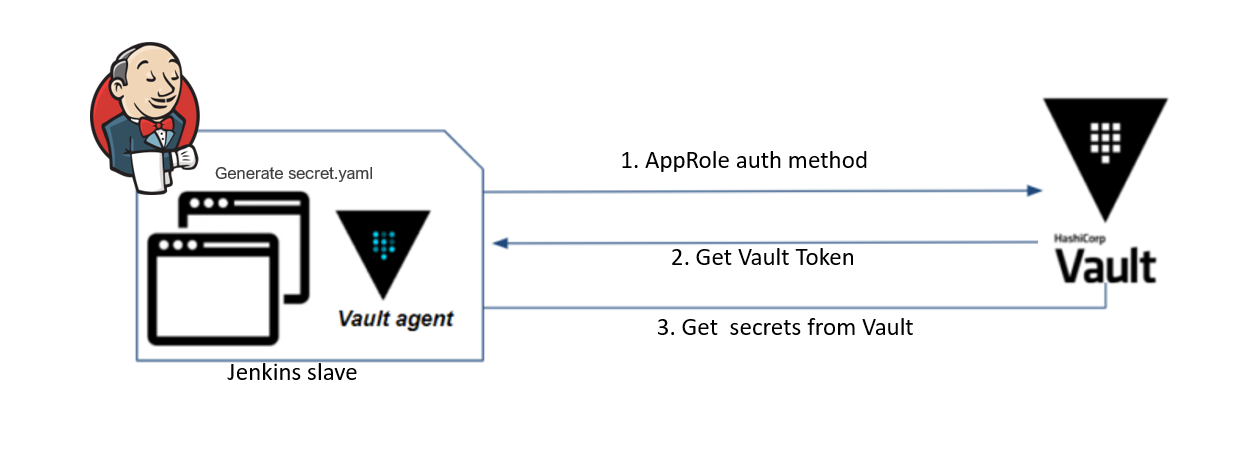 Generate secret.yaml
Vault agent
Jenkins slave
1. AppRole auth method
2. Get Vault Token
3. Get  secrets from Vault
HashiCorp
Vault